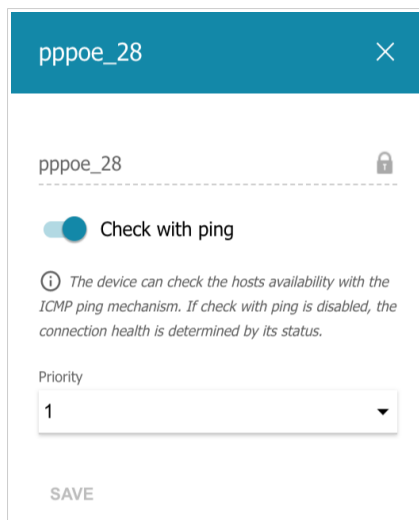 pppoe_28
pppoe_28
Check with ping
The device can check the hosts availability with the
ICMP ping mechanism. If check with ping is disabled, the
connection health is determined by its status.
Priority
1
SAVE